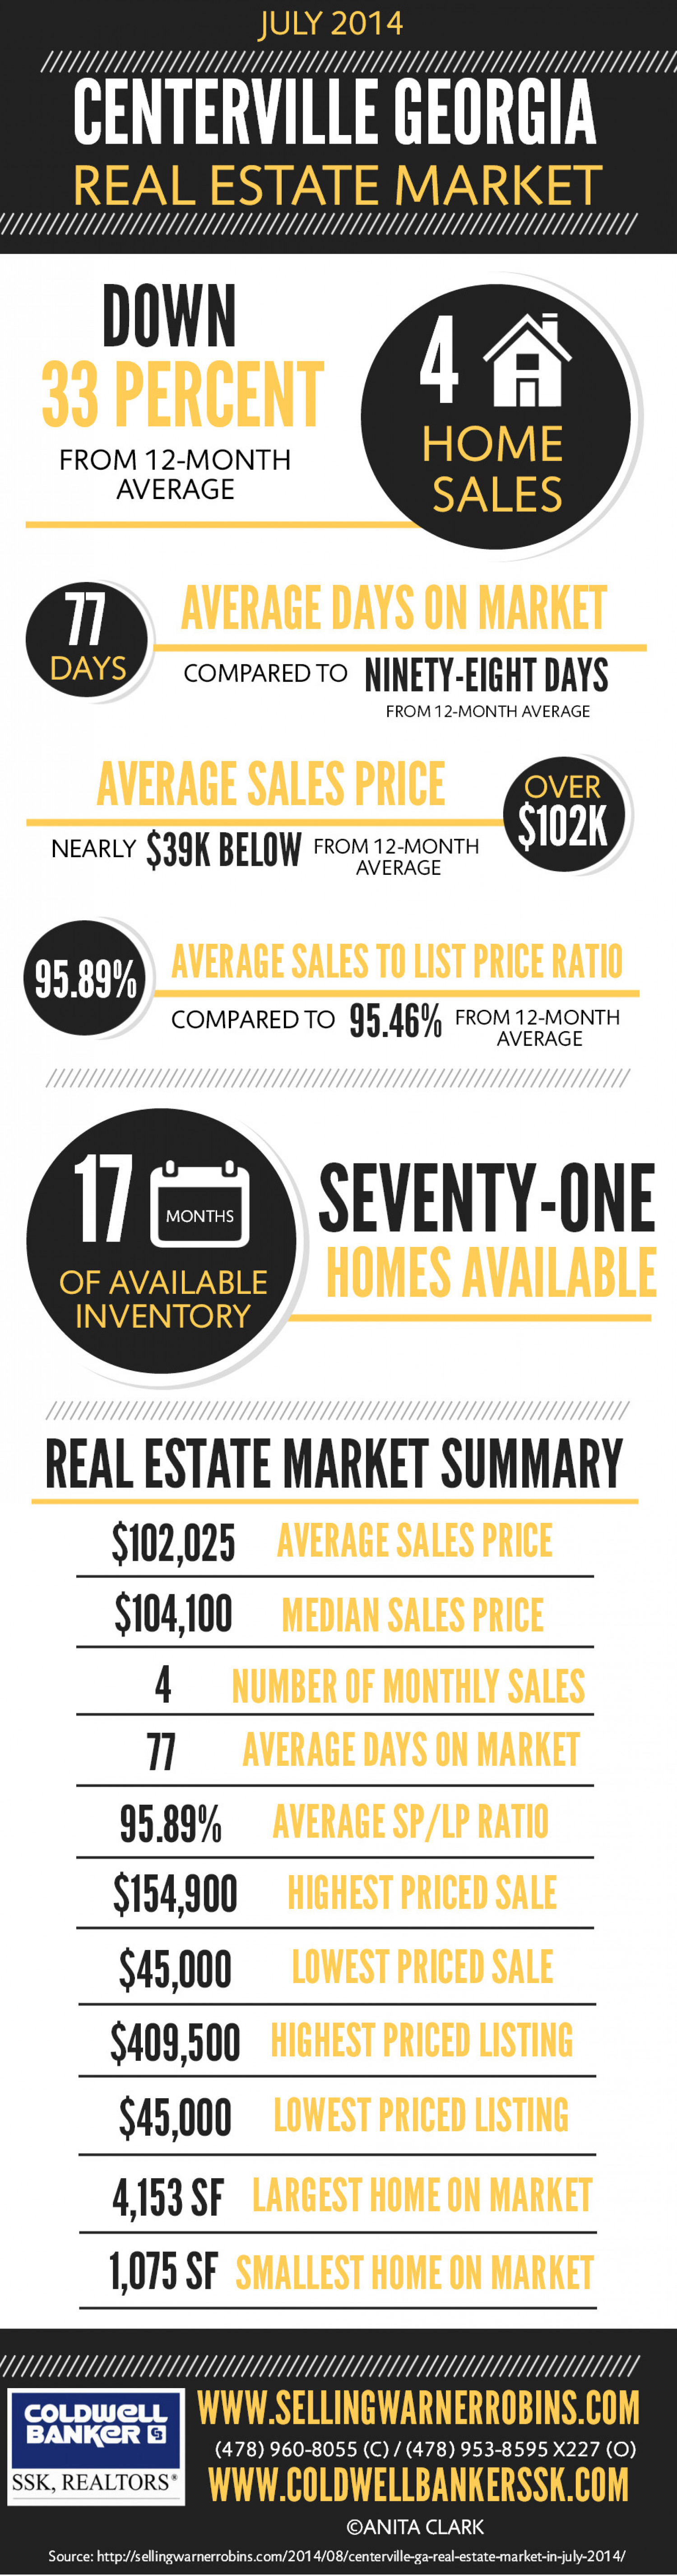 JULY 2014
CENTERVILLE GEORGIA
REAL ESTATE MARKET
DOWN
33 PERCENT
FROM 12-MONTH
AVERAGE
4
HOME
SALES
77
DAYS
AVERAGE DAYS ON MARKET
COMPARED TO NINETY-EIGHT DAYS
FROM 12-MONTH AVERAGE
AVERAGE SALES PRICE
NEARLY $39K BELOW FROM 12-MONTH
AVERAGE
OVER
$102K
95.89%
AVERAGE SALES TO LIST PRICE RATIO
COMPARED TO 95.46% FROM 12-MONTH
AVERAGE
17 MONTHS
OF AVAILABLE
INVENTORY
SEVENTY-ONE
HOMES AVAILABLE
REAL ESTATE MARKET SUMMARY
$102,025 AVERAGE SALES PRICE
$104,100 MEDIAN SALES PRICE
4 NUMBER OF MONTHLY SALES
77 AVERAGE DAYS ON MARKET
95.89% AVERAGE SP/LP RATIO
$154,900 HIGHEST PRICED SALE
$45,000 LOWEST PRICED SALE
$409,500 HIGHEST PRICED LISTING
$45,000 LOWEST PRICED LISTING
4,153 SF LARGEST HOME ON MARKET
1,075 SF SMALLEST HOME ON MARKET
COLDWELL
BANKER CB
SSK, REALTORS®
WWW.SELLINGWARNERROBINS.COM
(478) 960-8055 (C) / (478) 953-8595 X227 (O)
WWW.COLDWELLBANKERSSK.COM
©ANITA CLARK
Source: http://sellingwarnerrobins.com/2014/08/centerville-ga-real-estate-market-in-july-2014/